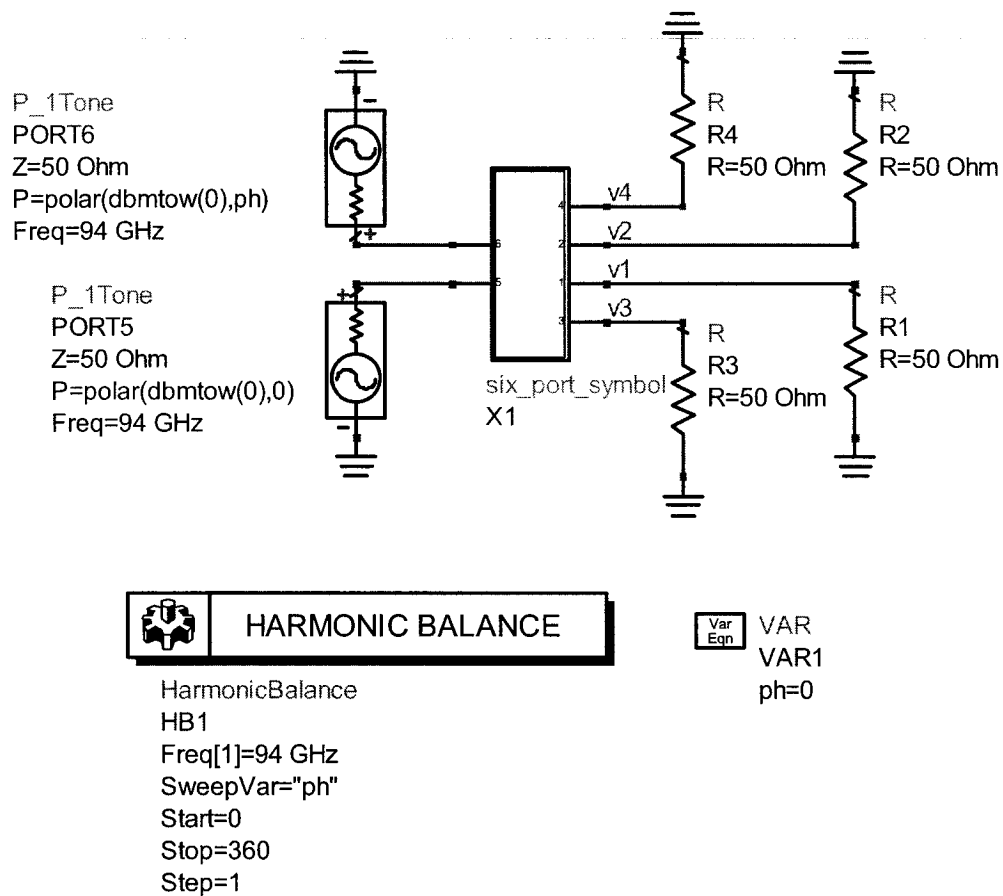 P_1Tone
PORT6
Z=50 Ohm
P=polar(dbmtow(0),ph)
Freq=94 GHz
P_1Tone
PORT5
Z=50 Ohm
P=polar(dbmtow(0),0)
Freq=94 GHz
-
+
+
-
6
5
4
2
1
3
v4
v2
v1
v3
six_port_symbol
X1
R
R4
R=50 Ohm
R
R2
R=50 Ohm
R
R3
R=50 Ohm
R
R1
R=50 Ohm
HARMONIC BALANCE
HarmonicBalance
HB1
Freq[1]=94 GHz
SweepVar="ph"
Start=0
Stop=360
Step=1
Var
Eqn
VAR
VAR1
ph=0